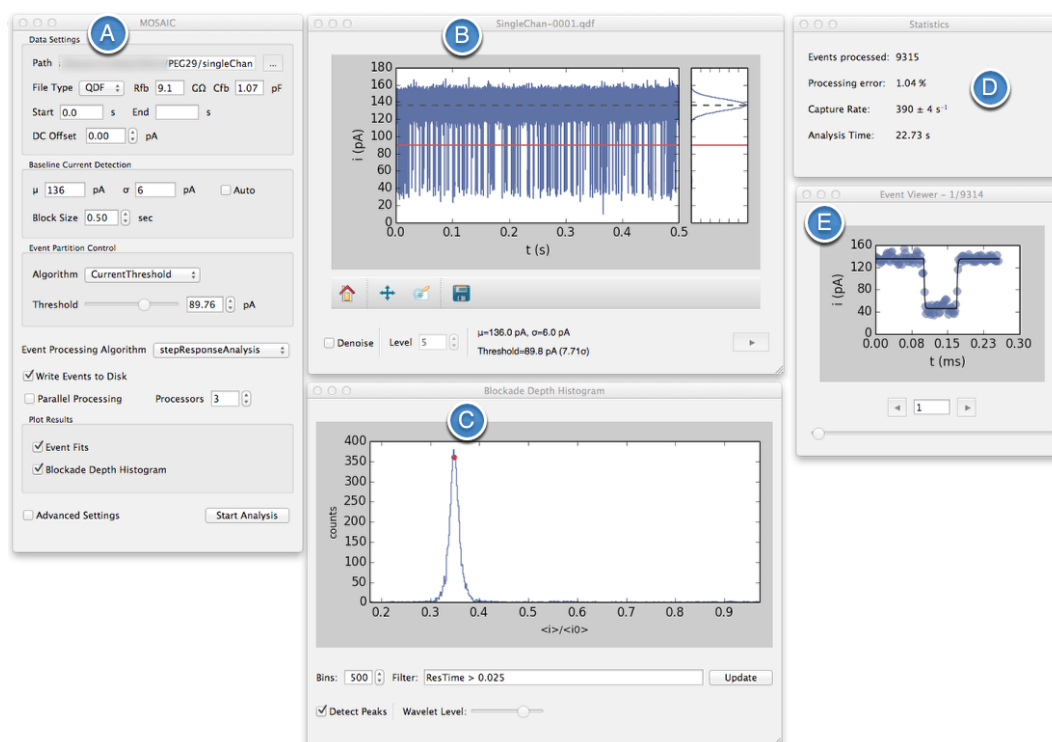 MOSAIC
A
Data Settings
Path : /PEG29/singleChan ...
File Type QDF Rfb 9.1 GΩ Cfb 1.07 pF
Start 0.0 s End s
DC Offset 0.00 pA
Baseline Current Detection
μ 136 pA σ 6 pA Auto
Block Size 0.50 sec
Event Partition Control
Algorithm CurrentThreshold
Threshold 89.76 pA
Event Processing Algorithm stepResponseAnalysis
Write Events to Disk
Parallel Processing Processors 3
Plot Results
Event Fits
Blockade Depth Histogram
Advanced Settings Start Analysis
SingleChan-0001.qdf
B
180
160
140
120
100
80
60
40
20
0
i (pA)
0.0 0.1 0.2 0.3 0.4 0.5
t (s)
Denoise Level 5
μ=136.0 pA, σ=6.0 pA
Threshold=89.8 pA (7.71σ)
Blockade Depth Histogram
C
400
350
300
250
200
150
100
50
0
counts
0.2 0.3 0.4 0.5 0.6 0.7 0.8 0.9
<i>/<i0>
Bins: 500 Filter: ResTime > 0.025 Update
Detect Peaks Wavelet Level:
Statistics
Events processed: 9315
Processing error: 1.04 %
D
Capture Rate: 390 ± 4 s⁻¹
Analysis Time: 22.73 s
Event Viewer - 1/9314
E
160
120
80
40
0
i (pA)
0.00 0.08 0.15 0.23 0.30
t (ms)
1